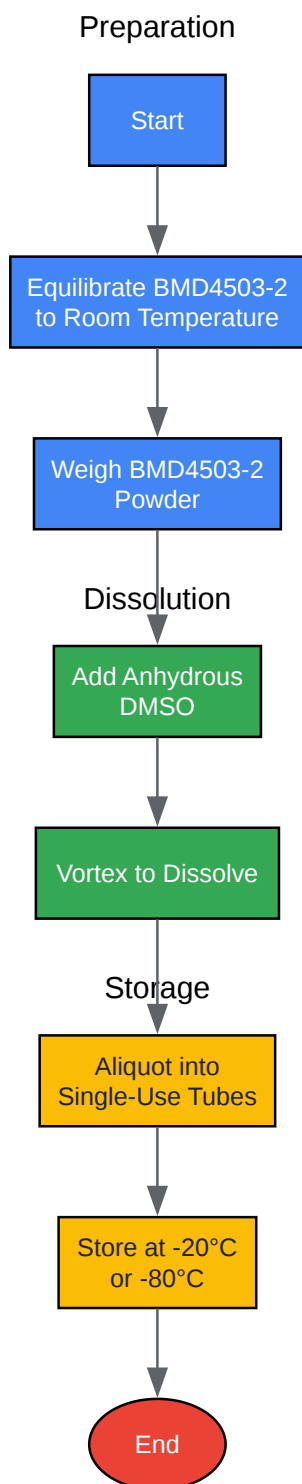 Preparation
Start
Equilibrate BMD4503-2
to Room Temperature
Weigh BMD4503-2
Powder
Dissolution
Add Anhydrous
DMSO
Vortex to Dissolve
Storage
Aliquot into
Single-Use Tubes
Store at -20°C
or -80°C
End